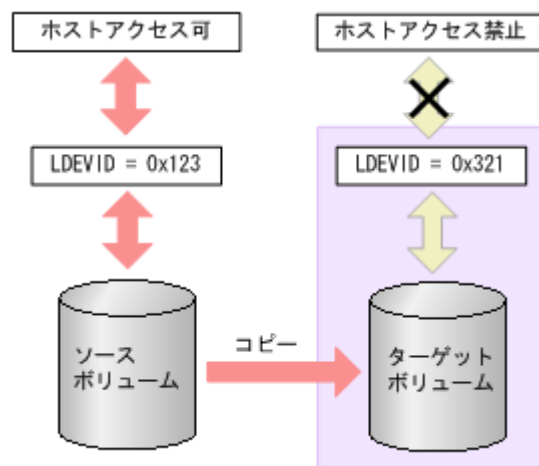 ホストアクセス可
ホストアクセス禁止
LDEVID = 0x123
LDEVID = 0x321
ソース
ボリューム
コピー
ターゲット
ボリューム